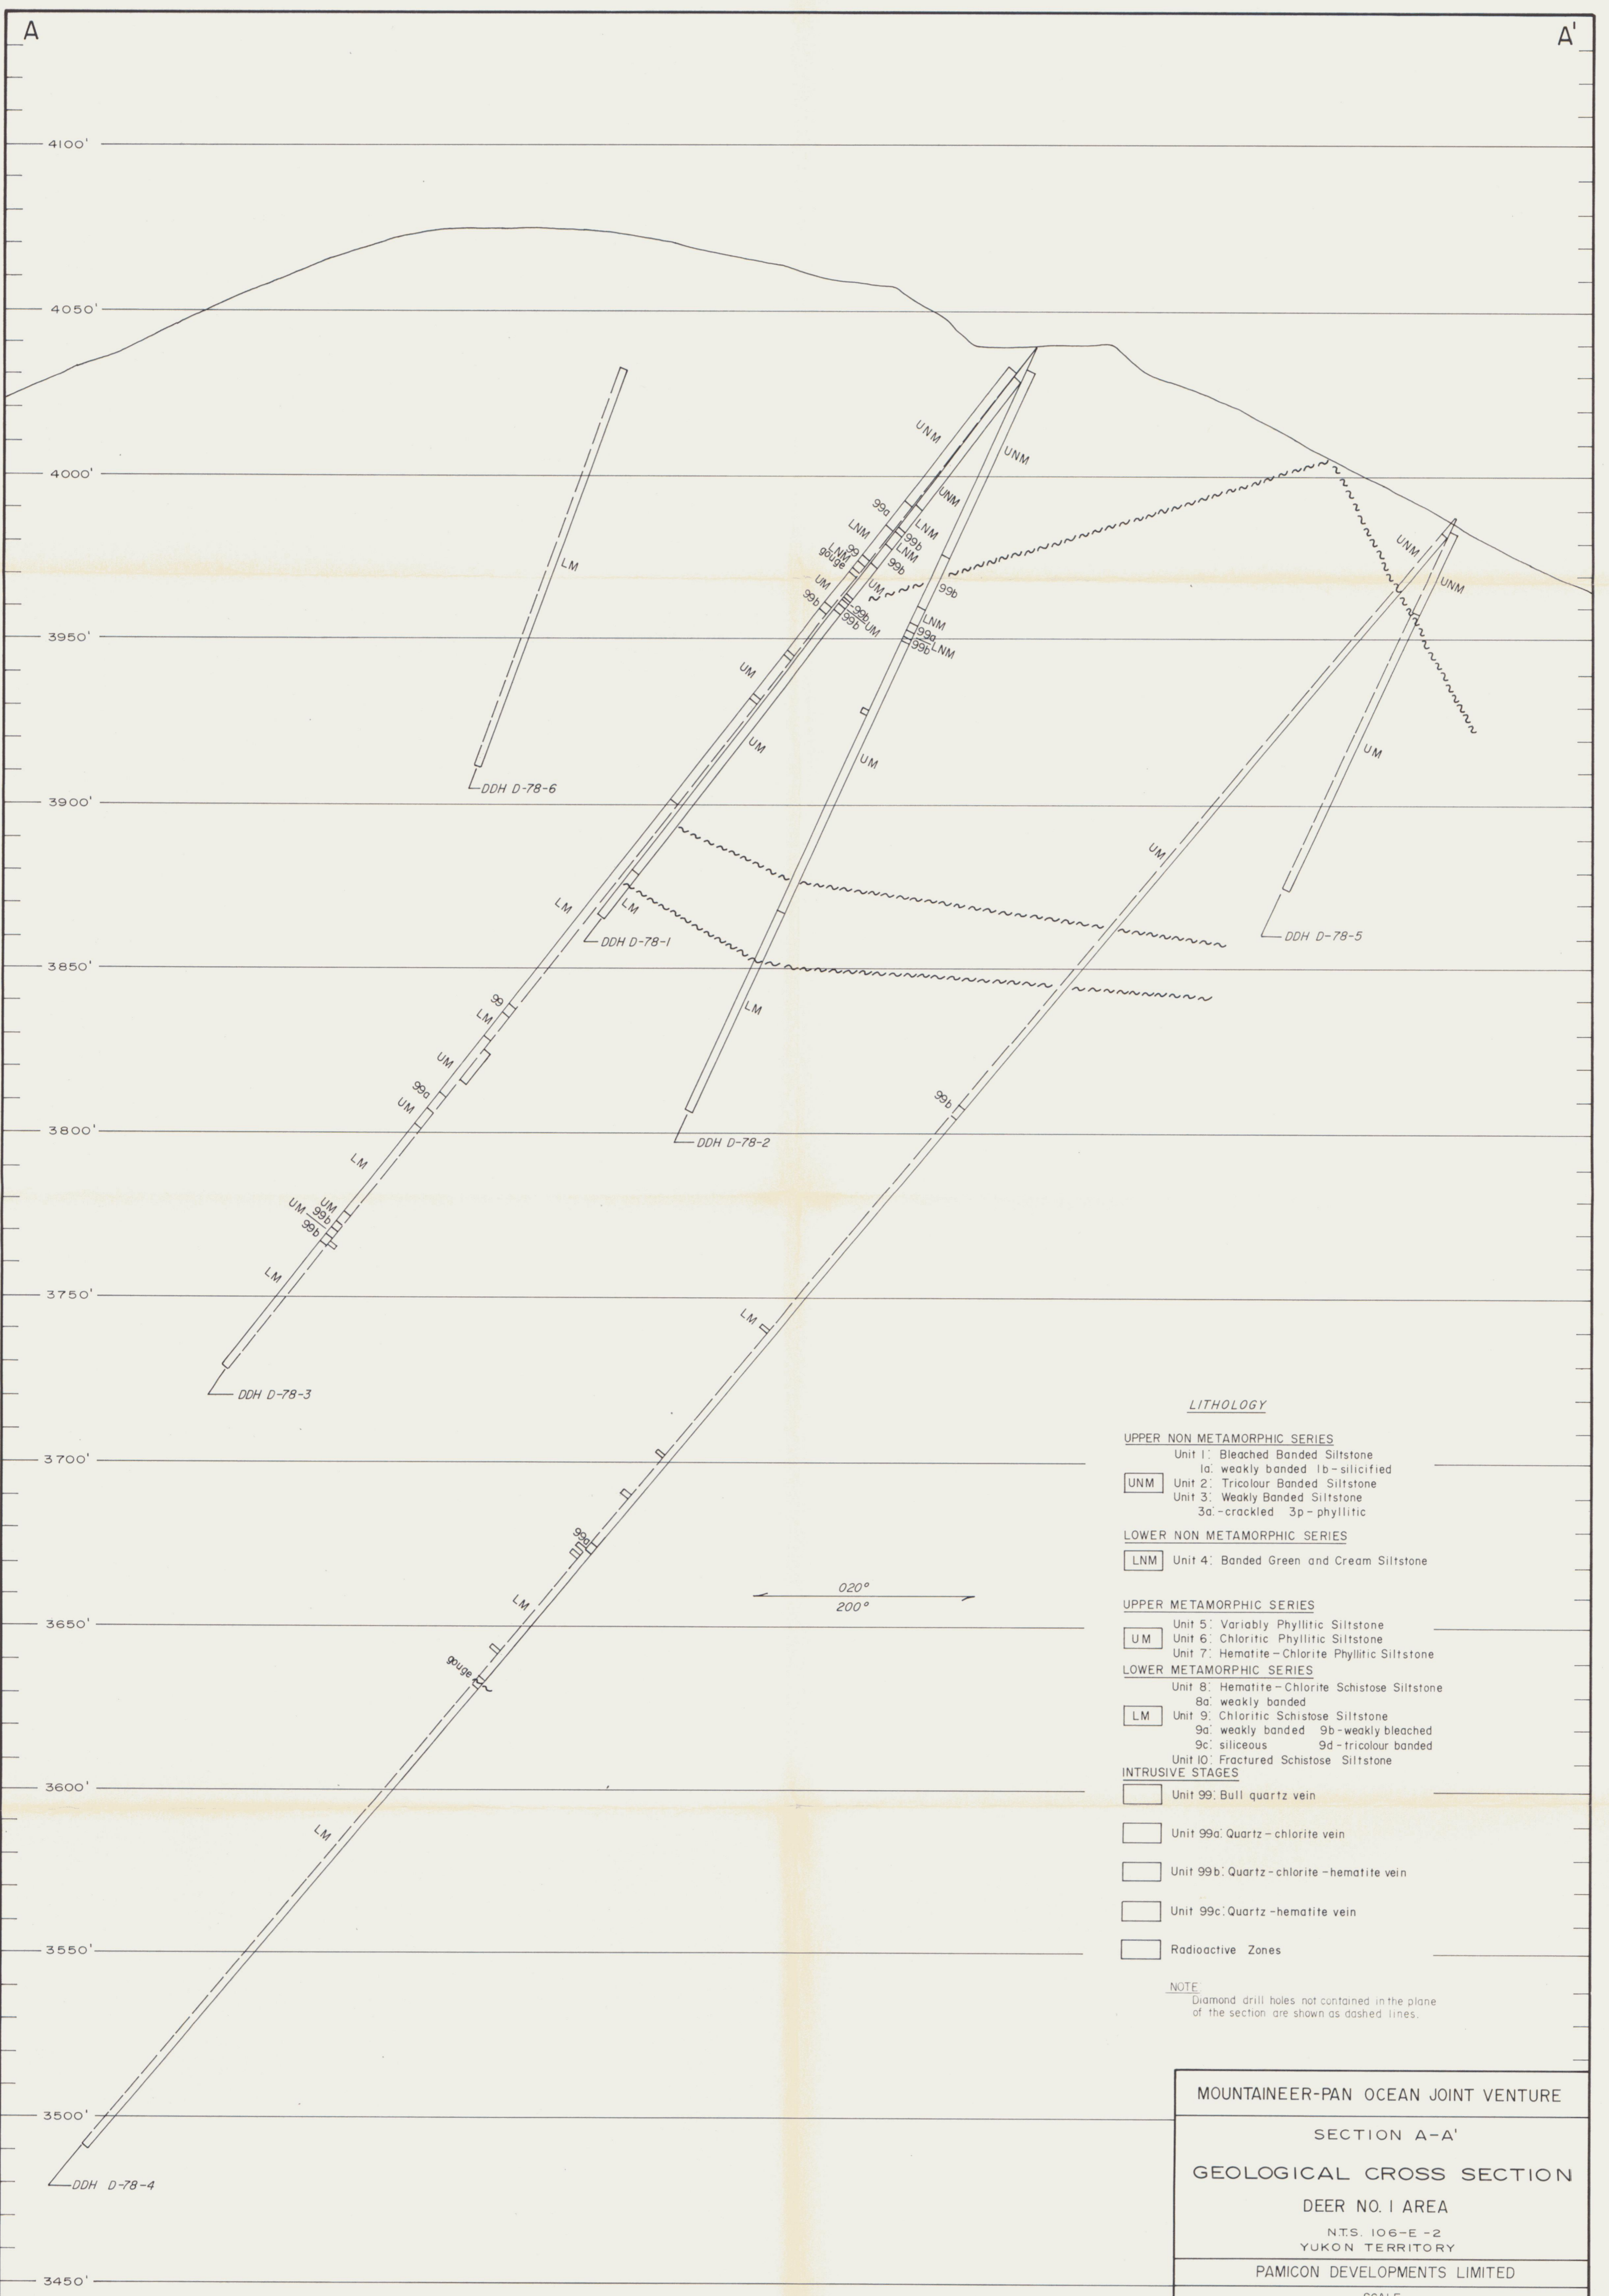 A
A'
4100'
4050'
4000'
3950'
3900'
3850'
3800'
3750'
3700'
3650'
3600'
3550'
3500'
3450'
LM
DDH D-78-6
UNM
99a
LNM
99
LNM
gouge
UM
99b
UM
LM
99
LM
UM
99a
UM
LM
UM
99b
UM
99b
LM
DDH D-78-3
UNM
LNM
99b
LNM
99b
UM
99b
UM
99b
UM
LM
DDH D-78-1
UNM
99b
LNM
99a
LNM
99b
UM
LM
DDH D-78-2
UNM
UM
99b
LM
99a
LM
gouge
LM
DDH D-78-4
UNM
UM
DDH D-78-5
020°
200°
LITHOLOGY
UPPER NON METAMORPHIC SERIES
Unit 1: Bleached Banded Siltstone
1a: weakly banded 1b-silicified
UNM Unit 2: Tricolour Banded Siltstone
Unit 3: Weakly Banded Siltstone
3a:-crackled 3p-phyllitic
LOWER NON METAMORPHIC SERIES
LNM Unit 4: Banded Green and Cream Siltstone
UPPER METAMORPHIC SERIES
Unit 5: Variably Phyllitic Siltstone
UM Unit 6: Chloritic Phyllitic Siltstone
Unit 7: Hematite-Chlorite Phyllitic Siltstone
LOWER METAMORPHIC SERIES
Unit 8: Hematite-Chlorite Schistose Siltstone
8a: weakly banded
LM Unit 9: Chloritic Schistose Siltstone
9a: weakly banded 9b-weakly bleached
9c: siliceous 9d-tricolour banded
Unit 10: Fractured Schistose Siltstone
INTRUSIVE STAGES
Unit 99: Bull quartz vein
Unit 99a: Quartz-chlorite vein
Unit 99b: Quartz-chlorite-hematite vein
Unit 99c: Quartz-hematite vein
Radioactive Zones
NOTE:
Diamond drill holes not contained in the plane
of the section are shown as dashed lines.
MOUNTAINEER-PAN OCEAN JOINT VENTURE
SECTION A-A'
GEOLOGICAL CROSS SECTION
DEER NO. 1 AREA
N.T.S. 106-E-2
YUKON TERRITORY
PAMICON DEVELOPMENTS LIMITED